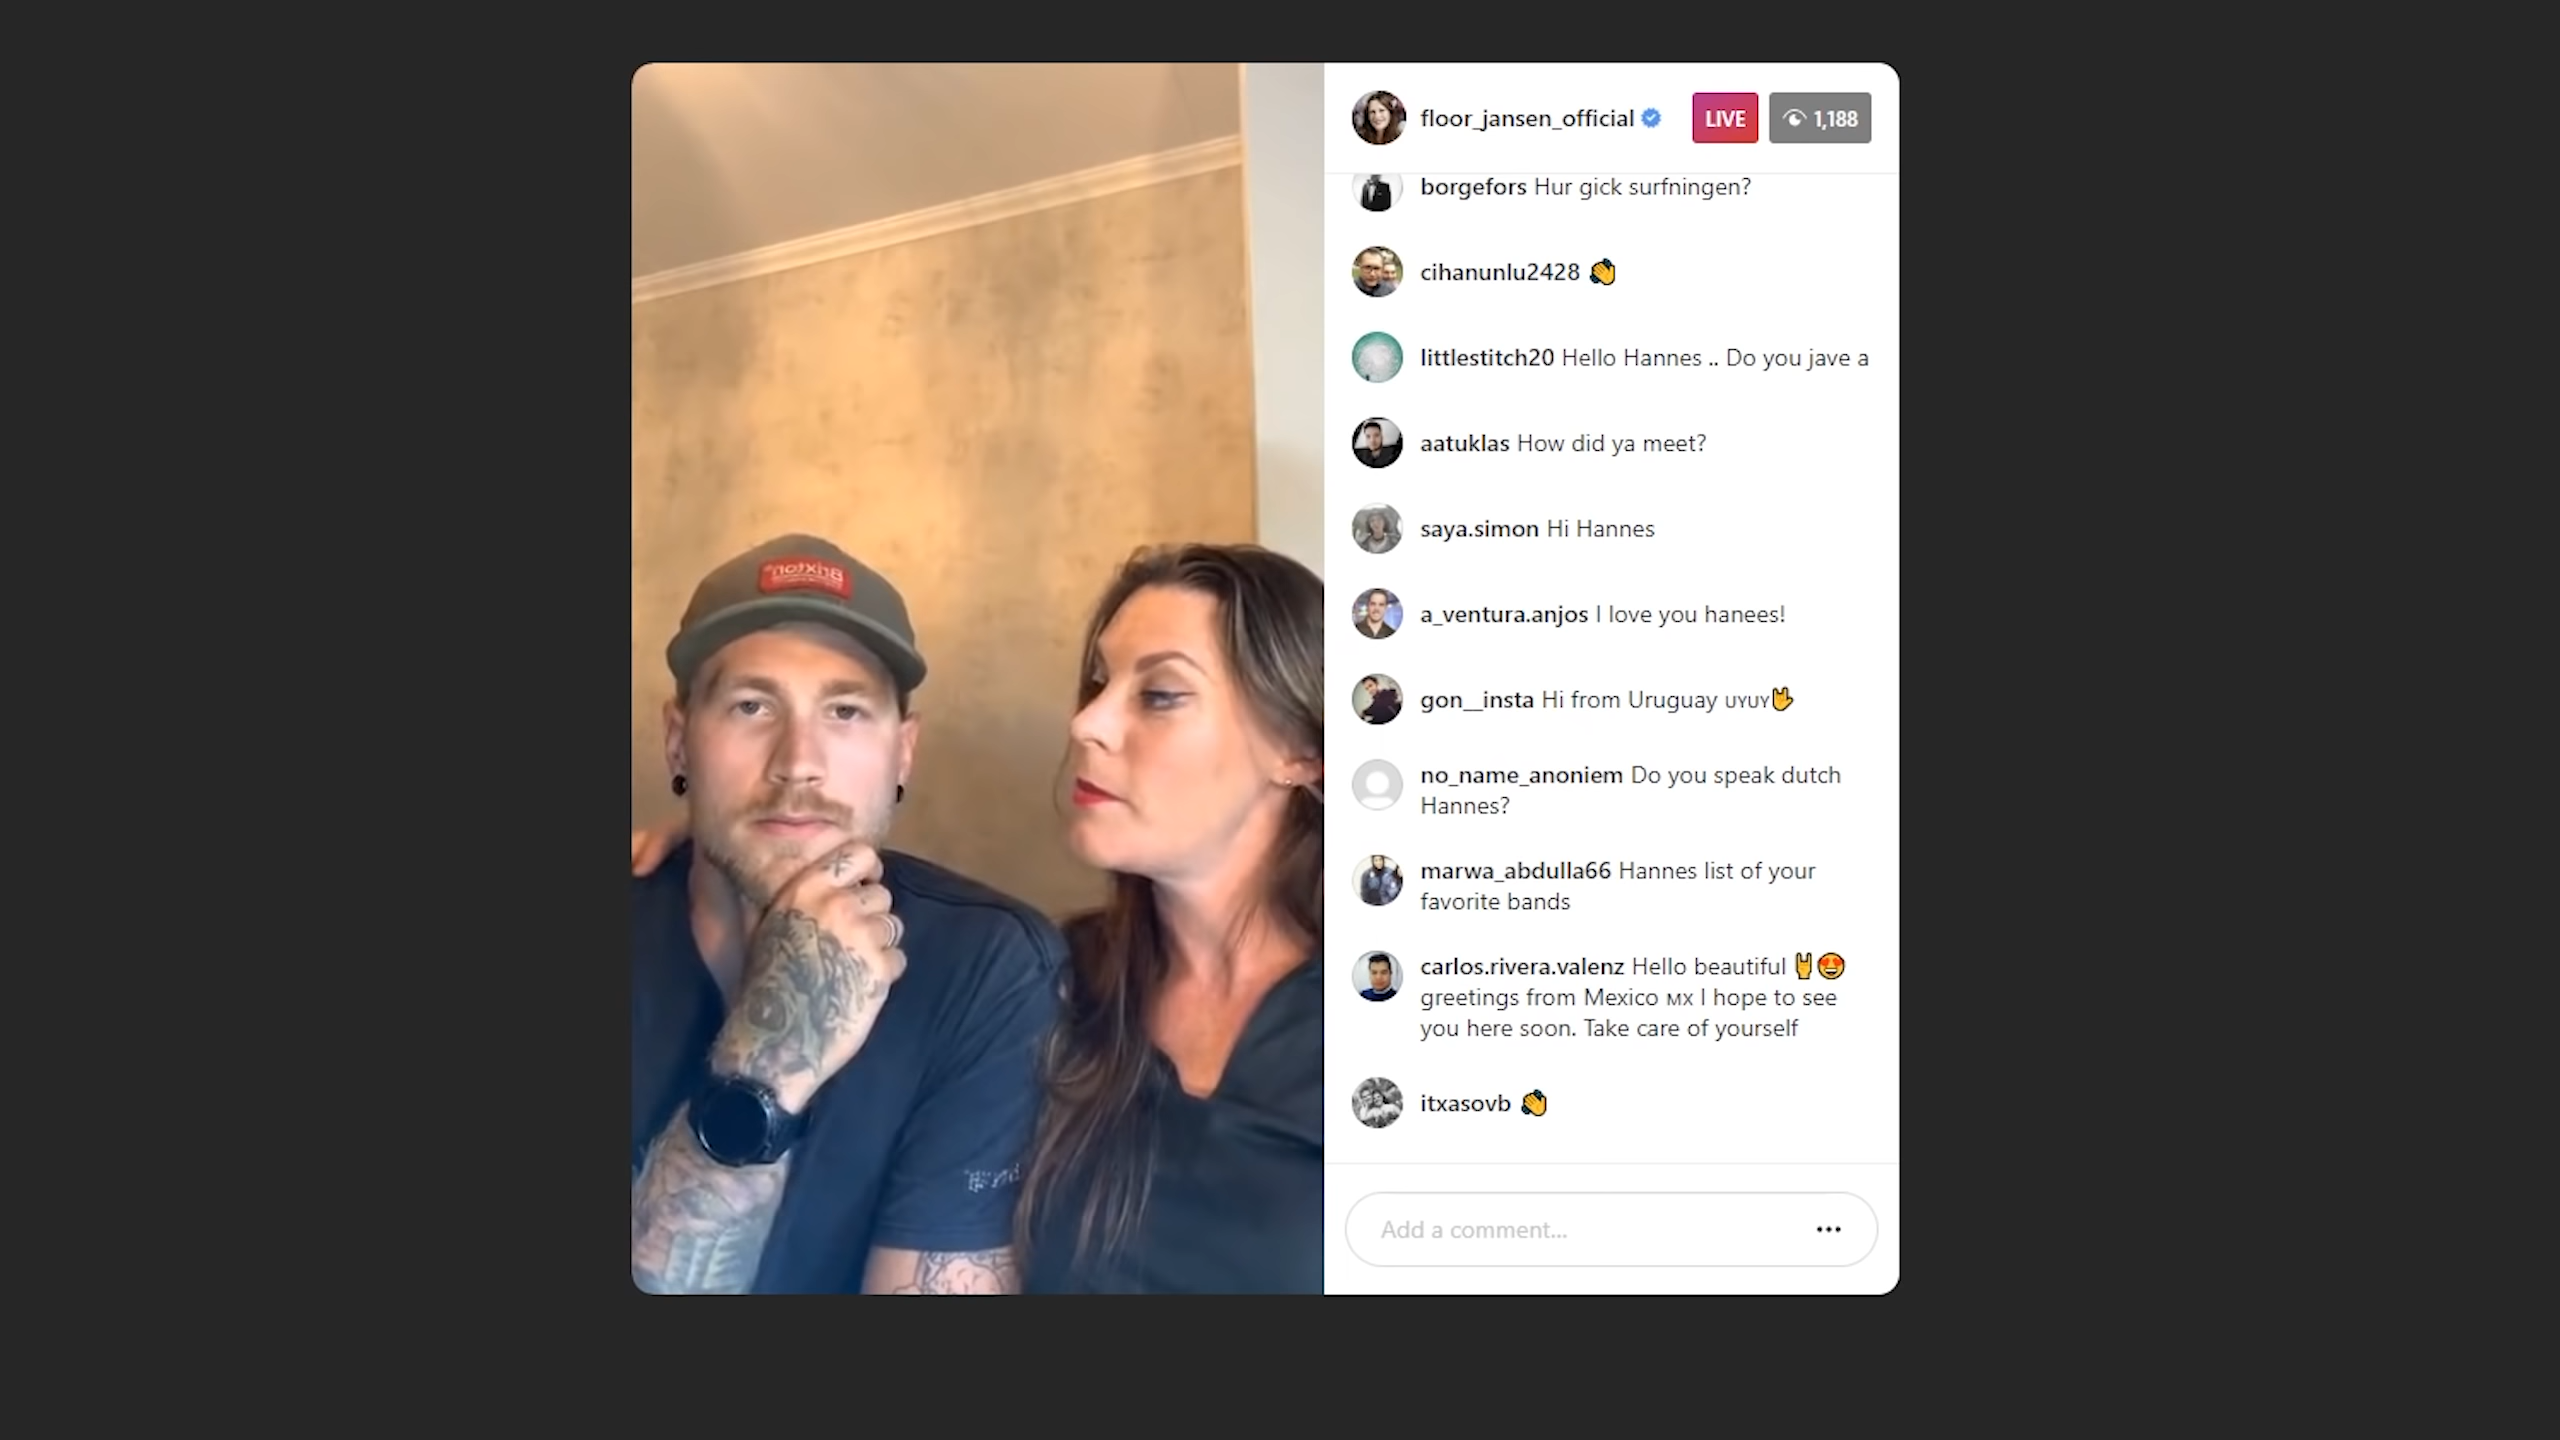 Brixton
floor_jansen_official
LIVE
1,188
borgefors Hur gick surfningen?
cihanunlu2428 👏
littlestitch20 Hello Hannes .. Do you jave a
aatuklas How did ya meet?
saya.simon Hi Hannes
a_ventura.anjos I love you hanees!
gon__insta Hi from Uruguay UYUY🤟
no_name_anoniem Do you speak dutch
Hannes?
marwa_abdulla66 Hannes list of your
favorite bands
carlos.rivera.valenz Hello beautiful 🤘😍
greetings from Mexico MX I hope to see
you here soon. Take care of yourself
itxasovb 👏
Add a comment...